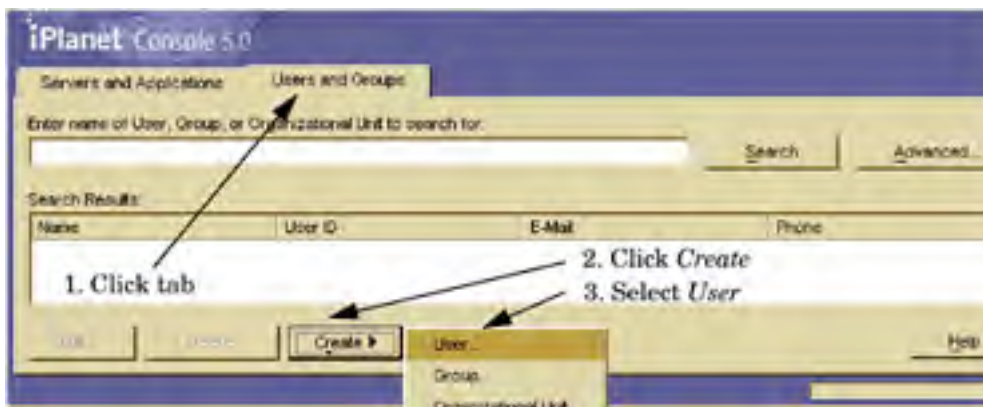 iPlanet Console 5.0
Servers and Applications Users and Groups
Enter name of User, Group, or Organizational Unit to search for:
Search Advanced...
Search Results:
Name User ID E-Mail Phone
1. Click tab
2. Click Create
3. Select User
Create Help
User...
Group
Organizational Unit